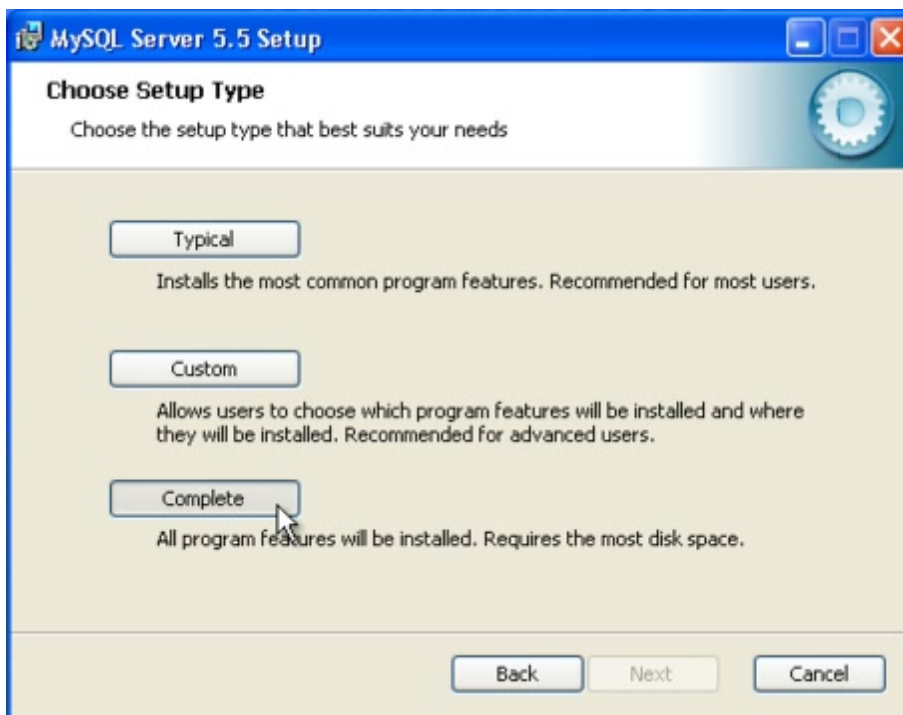 MySQL Server 5.5 Setup
Choose Setup Type
Choose the setup type that best suits your needs
Typical
Installs the most common program features. Recommended for most users.
Custom
Allows users to choose which program features will be installed and where
they will be installed. Recommended for advanced users.
Complete
All program features will be installed. Requires the most disk space.
Back
Next
Cancel